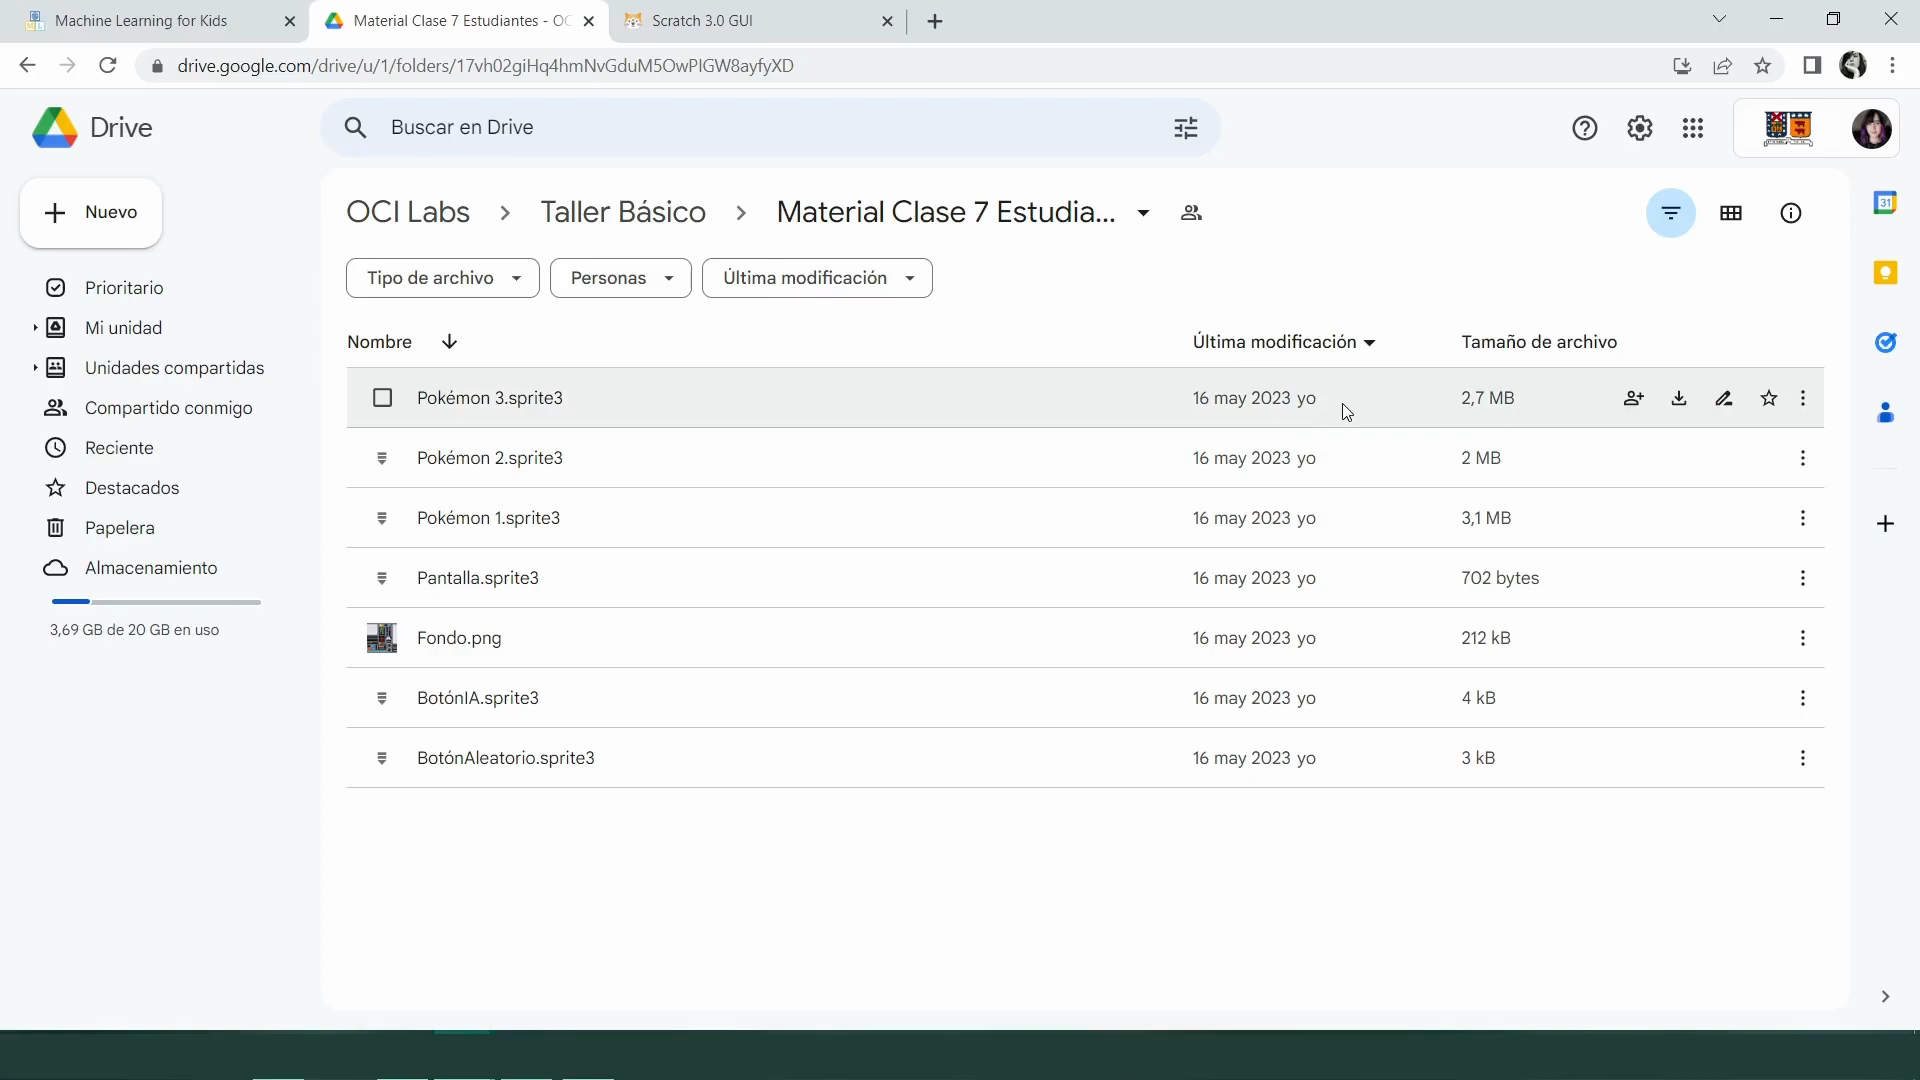 Machine Learning for Kids
Material Clase 7 Estudiantes - OC
Scratch 3.0 GUI
drive.google.com/drive/u/1/folders/17vh02giHq4hmNvGduM5OwPIGW8ayfyXD
Drive
Buscar en Drive
Nuevo
OCI Labs > Taller Básico > Material Clase 7 Estudia...
Tipo de archivo
Personas
Última modificación
Prioritario
Mi unidad
Unidades compartidas
Compartido conmigo
Reciente
Destacados
Papelera
Almacenamiento
3,69 GB de 20 GB en uso
Nombre Última modificación Tamaño de archivo
Pokémon 3.sprite3 16 may 2023 yo 2,7 MB
Pokémon 2.sprite3 16 may 2023 yo 2 MB
Pokémon 1.sprite3 16 may 2023 yo 3,1 MB
Pantalla.sprite3 16 may 2023 yo 702 bytes
Fondo.png 16 may 2023 yo 212 kB
BotónIA.sprite3 16 may 2023 yo 4 kB
BotónAleatorio.sprite3 16 may 2023 yo 3 kB
31